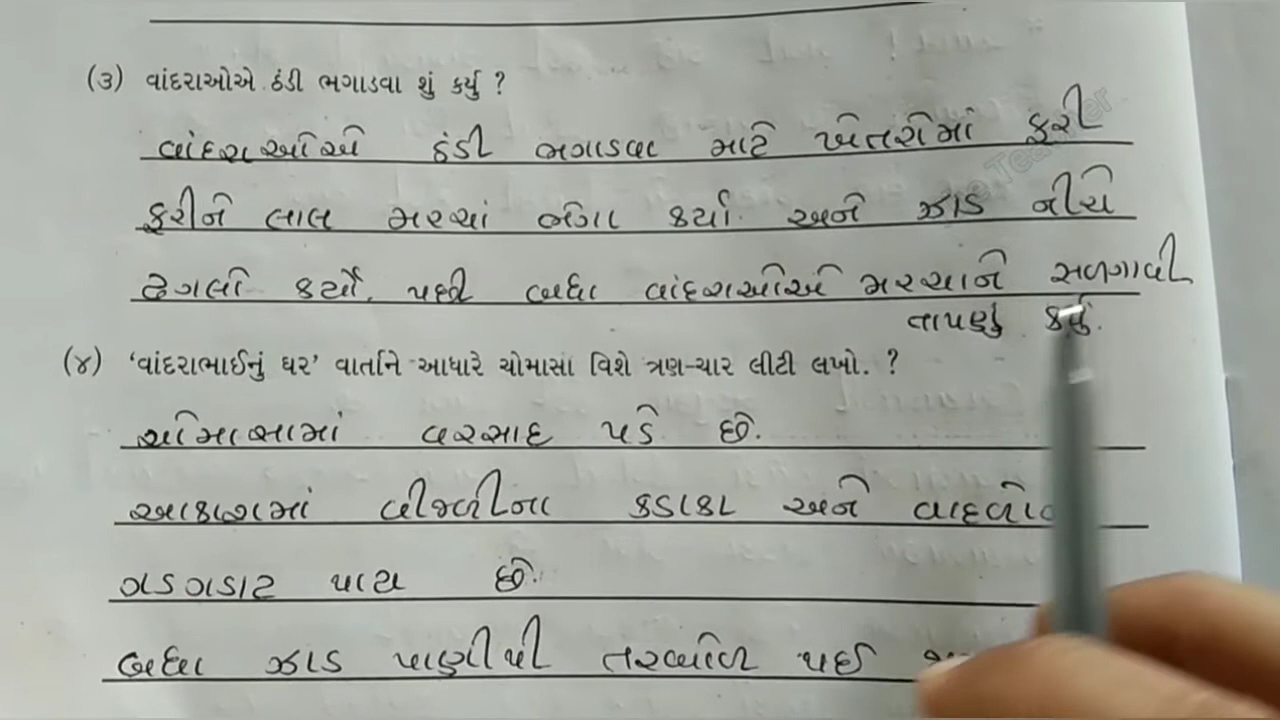 (૩) વાંદરાઓએ ઠંડી ભગાડવા શું કર્યુ ?
વાંદરાઓએ ઠંડી ભગાડવા માટે ખેતરોમાં ફરી
ફરીને લાલ મરચાં ભેગા કર્યા. અને ઝાડ નીચે
ઢગલો કર્યો. પછી બધા વાંદરાઓએ મરચાને સળગાવી
તાપણું કર્યુ.
(૪) ‘વાંદરાભાઈનું ઘર’ વાર્તાને આધારે ચોમાસા વિશે ત્રણ-ચાર લીટી લખો. ?
ચોમાસામાં વરસાદ પડે છે.
આકાશમાં વીજળીના કડાકા અને
ગડગડાટ થાય છે.
બધા ઝાડ પાણીથી તરબોળ થઈ